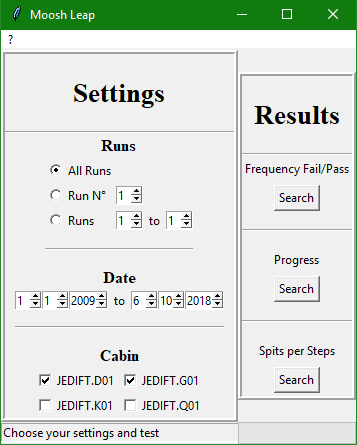 Moosh Leap
?
Settings
Runs
All Runs
Run N° 1
Runs 1 to 1
Date
1 1 2009 to 6 10 2018
Cabin
JEDIFT.D01 JEDIFT.G01
JEDIFT.K01 JEDIFT.Q01
Results
Frequency Fail/Pass
Search
Progress
Search
Spits per Steps
Search
Choose your settings and test